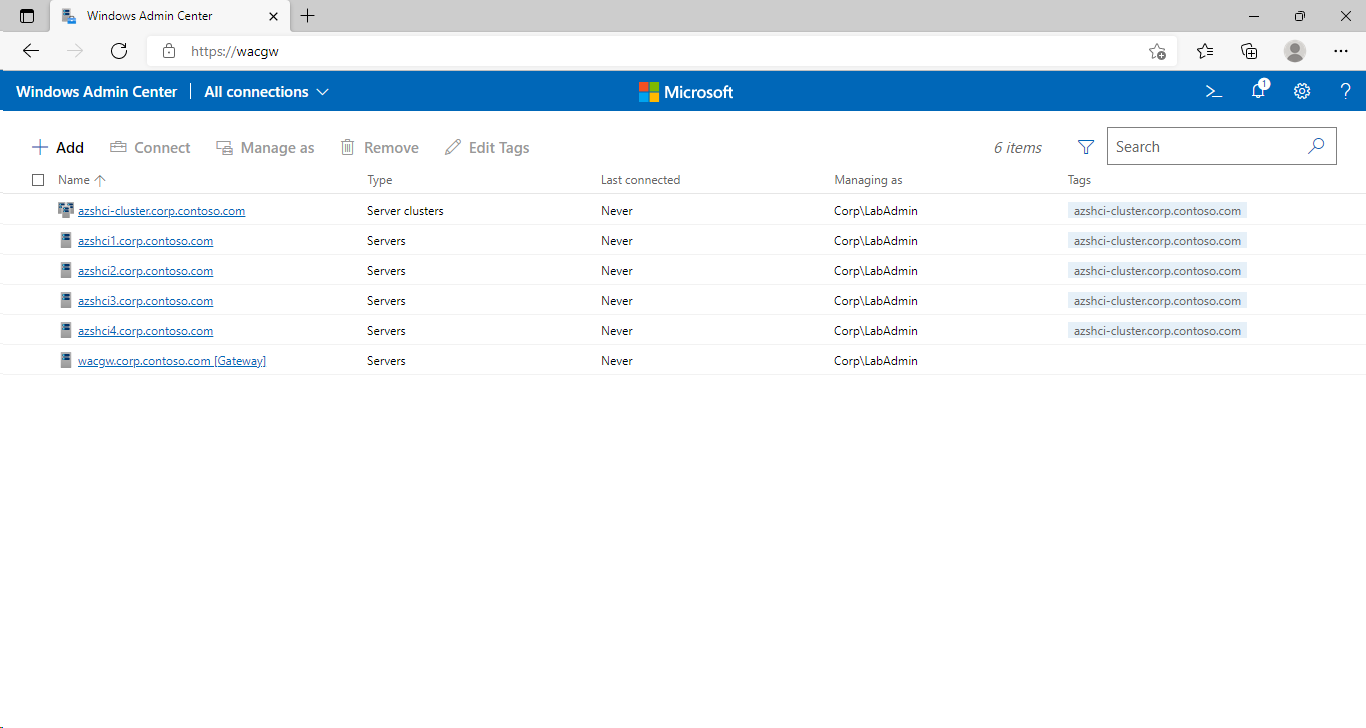 Windows Admin Center
https://wacgw
Windows Admin Center All connections Microsoft 1 ?
Add Connect Manage as Remove Edit Tags 6 items Search
Name Type Last connected Managing as Tags
azshci-cluster.corp.contoso.com Server clusters Never Corp\LabAdmin azshci-cluster.corp.contoso.com
azshci1.corp.contoso.com Servers Never Corp\LabAdmin azshci-cluster.corp.contoso.com
azshci2.corp.contoso.com Servers Never Corp\LabAdmin azshci-cluster.corp.contoso.com
azshci3.corp.contoso.com Servers Never Corp\LabAdmin azshci-cluster.corp.contoso.com
azshci4.corp.contoso.com Servers Never Corp\LabAdmin azshci-cluster.corp.contoso.com
wacgw.corp.contoso.com [Gateway] Servers Never Corp\LabAdmin